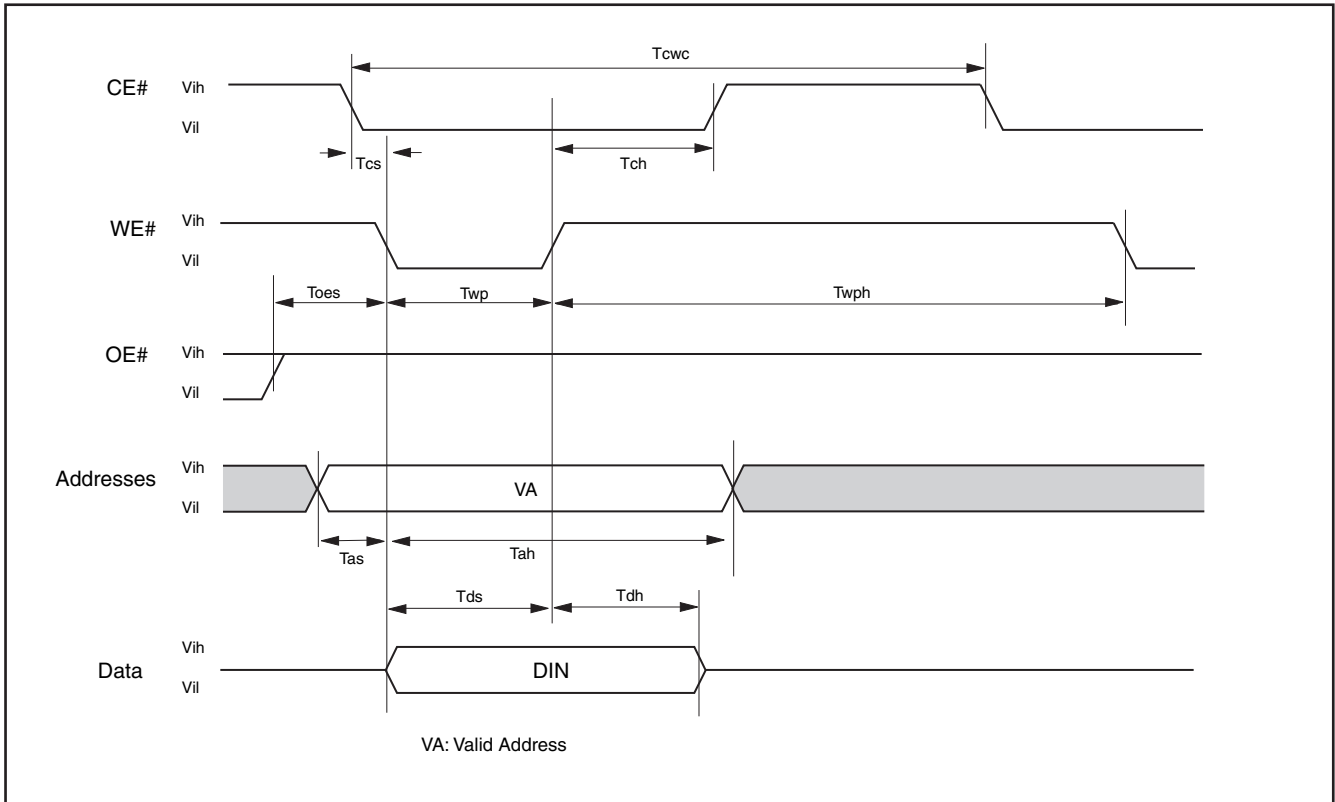 Tcwc
CE# Vih
Vil
Tcs
Tch
WE# Vih
Vil
Toes Twp Twph
OE# Vih
Vil
Addresses Vih
VA
Vil
Tas Tah
Tds Tdh
Vih
Data DIN
Vil
VA: Valid Address